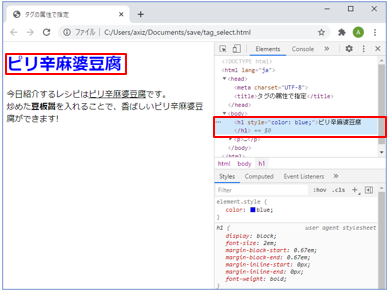 タグの属性で指定
ファイル | C:/Users/axiz/Documents/save/tag_select.html
A
ピリ辛麻婆豆腐
今日紹介するレシピはピリ辛麻婆豆腐です。
炒めた豆板醤を入れることで、香ばしいピリ辛麻婆豆
腐ができます!
Elements Console
<!DOCTYPE html>
<html lang="ja">
<head>
<meta charset="UTF-8">
<title>タグの属性で指定</title>
</head>
<body>
<h1 style="color: blue;">ピリ辛麻婆豆腐
</h1> == $0
<p>…</p>
</body>
</html>
html body h1
Styles Computed Event Listeners
Filter :hov .cls
element.style {
color: blue;
}
h1 { user agent stylesheet
display: block;
font-size: 2em;
margin-block-start: 0.67em;
margin-block-end: 0.67em;
margin-inline-start: 0px;
margin-inline-end: 0px;
font-weight: bold;